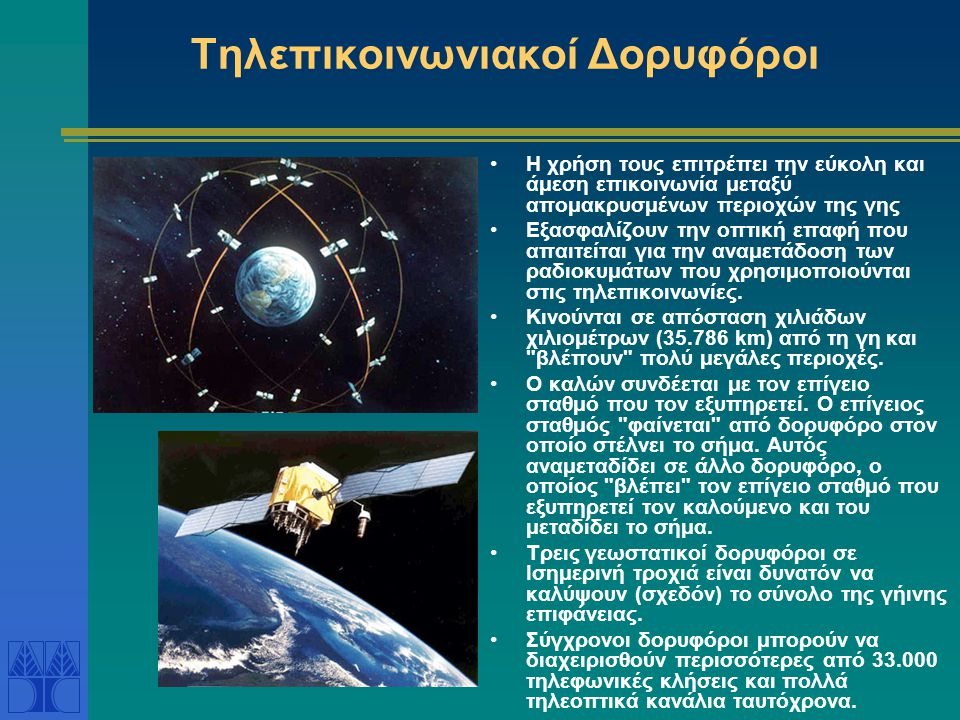 Τηλεπικοινωνιακοί Δορυφόροι
• Η χρήση τους επιτρέπει την εύκολη και
άμεση επικοινωνία μεταξύ
απομακρυσμένων περιοχών της γης
• Εξασφαλίζουν την οπτική επαφή που
απαιτείται για την αναμετάδοση των
ραδιοκυμάτων που χρησιμοποιούνται
στις τηλεπικοινωνίες.
• Κινούνται σε απόσταση χιλιάδων
χιλιομέτρων (35.786 km) από τη γη και
"βλέπουν" πολύ μεγάλες περιοχές.
• Ο καλών συνδέεται με τον επίγειο
σταθμό που τον εξυπηρετεί. Ο επίγειος
σταθμός "φαίνεται" από δορυφόρο στον
οποίο στέλνει το σήμα. Αυτός
αναμεταδίδει σε άλλο δορυφόρο, ο
οποίος "βλέπει" τον επίγειο σταθμό που
εξυπηρετεί τον καλούμενο και του
μεταδίδει το σήμα.
• Τρεις γεωστατικοί δορυφόροι σε
Ισημερινή τροχιά είναι δυνατόν να
καλύψουν (σχεδόν) το σύνολο της γήινης
επιφάνειας.
• Σύγχρονοι δορυφόροι μπορούν να
διαχειρισθούν περισσότερες από 33.000
τηλεφωνικές κλήσεις και πολλά
τηλεοπτικά κανάλια ταυτόχρονα.